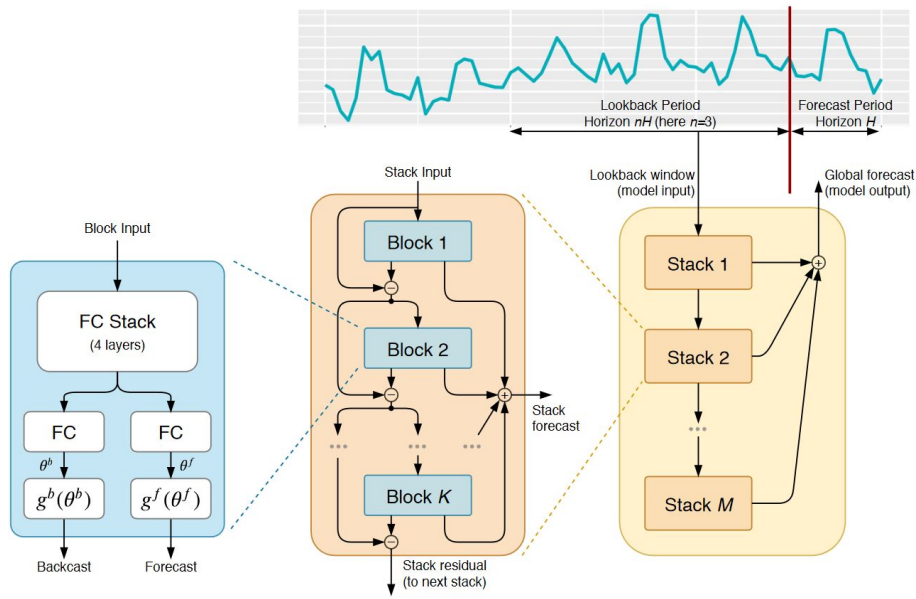 Lookback Period
Horizon nH (here n=3)
Forecast Period
Horizon H
Lookback window
(model input)
Global forecast
(model output)
Stack Input
Block Input
Block 1
−
Block 2
−
+
Stack
forecast
...
...
...
Block K
−
Stack residual
(to next stack)
FC Stack
(4 layers)
FC
FC
θᵇ
θᶠ
gᵇ(θᵇ)
gᶠ(θᶠ)
Backcast
Forecast
Stack 1
+
Stack 2
...
Stack M